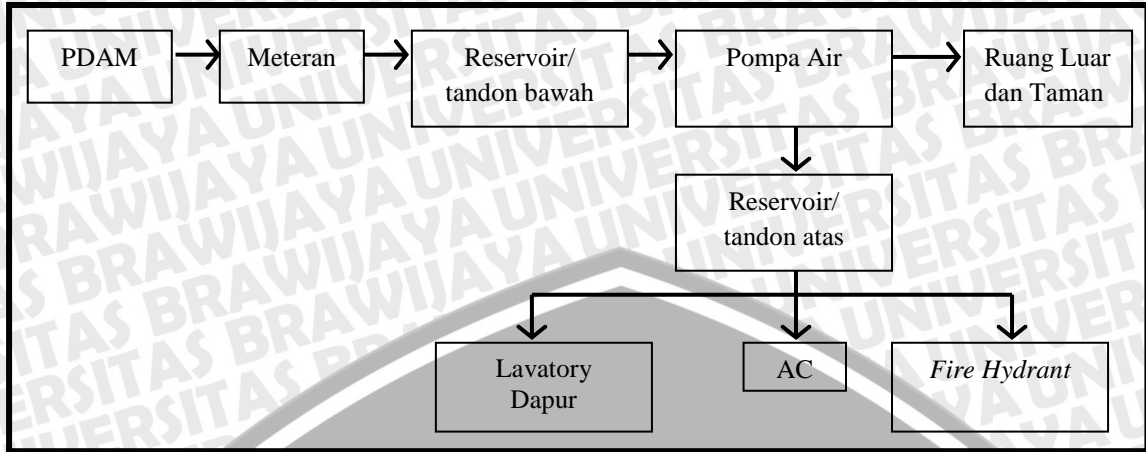 PDAM
Meteran
Reservoir/
tandon bawah
Pompa Air
Ruang Luar
dan Taman
Reservoir/
tandon atas
Lavatory
Dapur
AC
Fire Hydrant